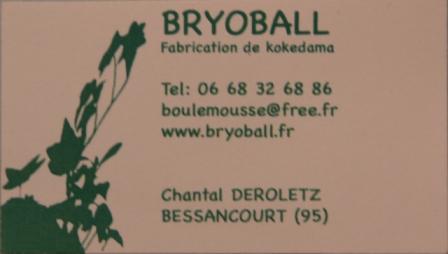 BRYOBALL
Fabrication de kokedama
Tel: 06 68 32 68 86
boulemousse@free.fr
www.bryoball.fr
Chantal DEROLETZ
BESSANCOURT (95)